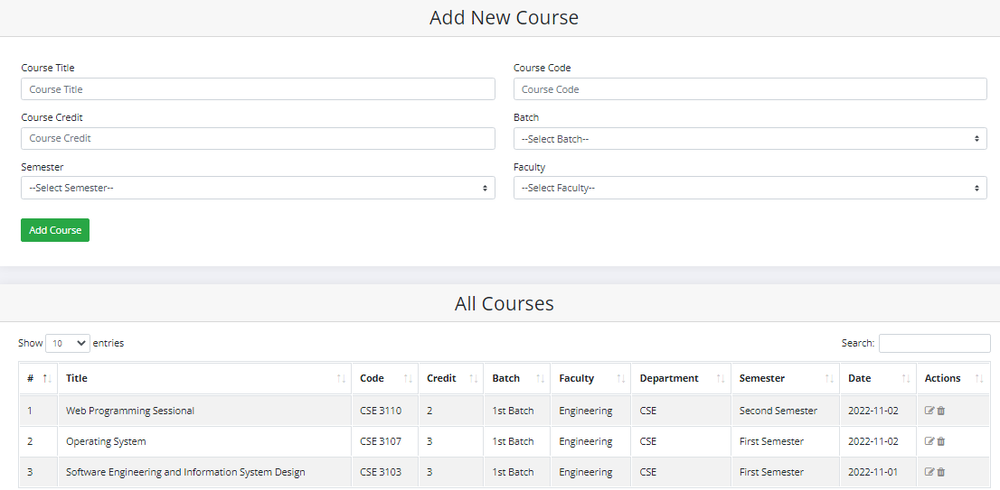 Add New Course
Course Title Course Code
Course Title Course Code
Course Credit Batch
Course Credit --Select Batch--
Semester Faculty
--Select Semester-- --Select Faculty--
Add Course
All Courses
Show 10 entries Search:
# Title Code Credit Batch Faculty Department Semester Date Actions
1 Web Programming Sessional CSE 3110 2 1st Batch Engineering CSE Second Semester 2022-11-02
2 Operating System CSE 3107 3 1st Batch Engineering CSE First Semester 2022-11-02
3 Software Engineering and Information System Design CSE 3103 3 1st Batch Engineering CSE First Semester 2022-11-01